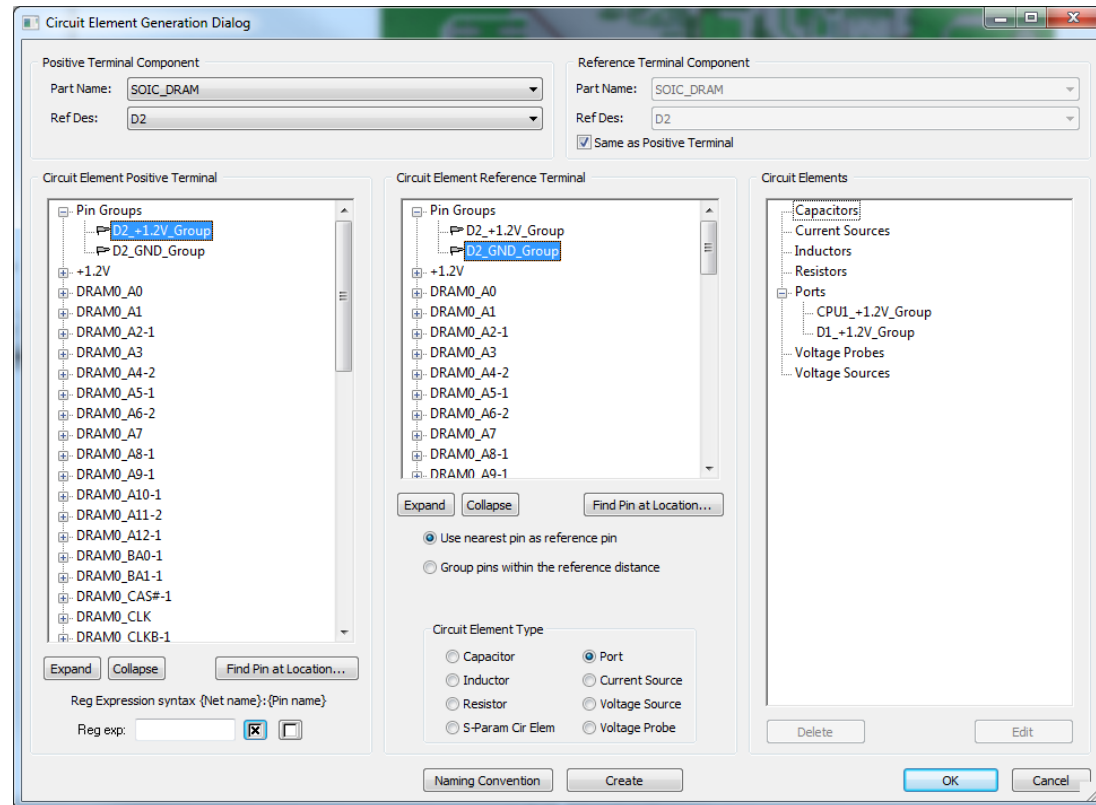 Circuit Element Generation Dialog
Positive Terminal Component
Part Name: SOIC_DRAM
Ref Des: D2
Reference Terminal Component
Part Name: SOIC_DRAM
Ref Des: D2
Same as Positive Terminal
Circuit Element Positive Terminal
Pin Groups
D2_+1.2V_Group
D2_GND_Group
+1.2V
DRAM0_A0
DRAM0_A1
DRAM0_A2-1
DRAM0_A3
DRAM0_A4-2
DRAM0_A5-1
DRAM0_A6-2
DRAM0_A7
DRAM0_A8-1
DRAM0_A9-1
DRAM0_A10-1
DRAM0_A11-2
DRAM0_A12-1
DRAM0_BA0-1
DRAM0_BA1-1
DRAM0_CAS#-1
DRAM0_CLK
DRAM0_CLKB-1
Expand Collapse Find Pin at Location...
Reg Expression syntax {Net name}:{Pin name}
Reg exp:
Circuit Element Reference Terminal
Pin Groups
D2_+1.2V_Group
D2_GND_Group
+1.2V
DRAM0_A0
DRAM0_A1
DRAM0_A2-1
DRAM0_A3
DRAM0_A4-2
DRAM0_A5-1
DRAM0_A6-2
DRAM0_A7
DRAM0_A8-1
DRAM0_A9-1
Expand Collapse Find Pin at Location...
Use nearest pin as reference pin
Group pins within the reference distance
Circuit Element Type
Capacitor Port
Inductor Current Source
Resistor Voltage Source
S-Param Cir Elem Voltage Probe
Circuit Elements
Capacitors
Current Sources
Inductors
Resistors
Ports
CPU1_+1.2V_Group
D1_+1.2V_Group
Voltage Probes
Voltage Sources
Delete Edit
Naming Convention Create OK Cancel